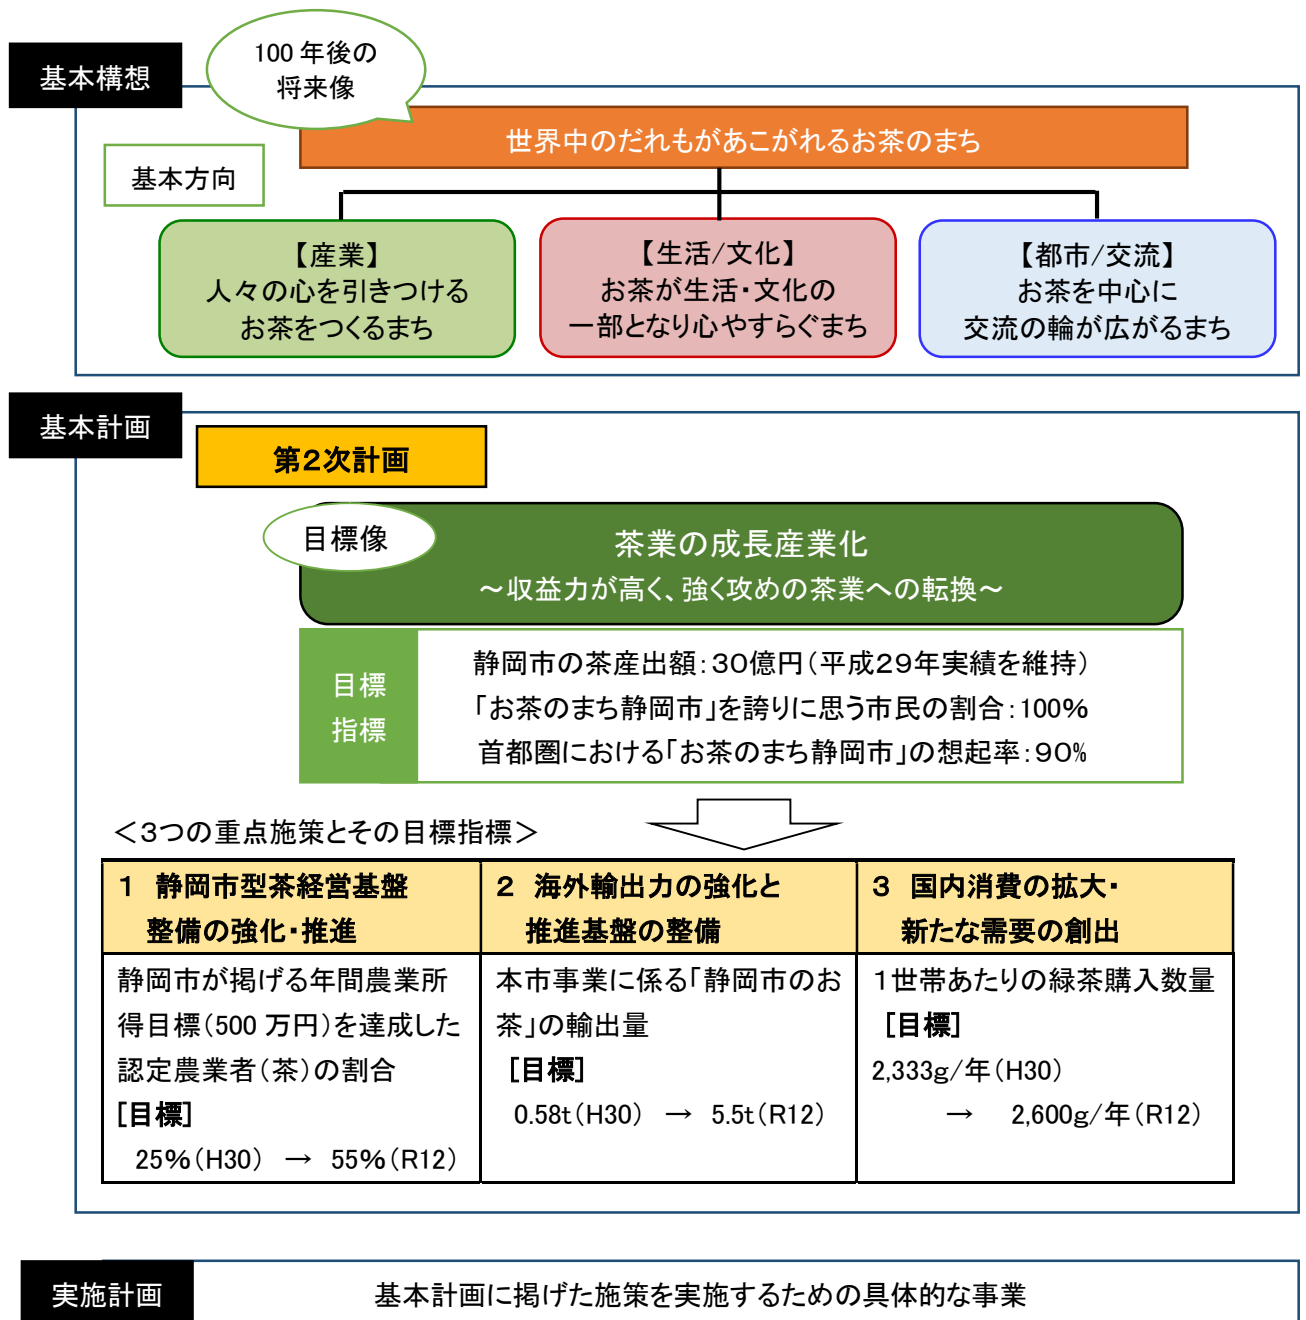 基本構想
100 年後の
将来像
世界中のだれもがあこがれるお茶のまち
基本方向
【産業】
人々の心を引きつける
お茶をつくるまち
【生活/文化】
お茶が生活・文化の
一部となり心やすらぐまち
【都市/交流】
お茶を中心に
交流の輪が広がるまち
基本計画
第2次計画
目標像
茶業の成長産業化
～収益力が高く、強く攻めの茶業への転換～
目標
指標
静岡市の茶産出額:30億円(平成29年実績を維持)
「お茶のまち静岡市」を誇りに思う市民の割合:100%
首都圏における「お茶のまち静岡市」の想起率:90%
＜3つの重点施策とその目標指標＞
1 静岡市型茶経営基盤
整備の強化・推進
静岡市が掲げる年間農業所
得目標(500 万円)を達成した
認定農業者(茶)の割合
[目標]
25%(H30) → 55%(R12)
2 海外輸出力の強化と
推進基盤の整備
本市事業に係る「静岡市のお
茶」の輸出量
[目標]
0.58t(H30) → 5.5t(R12)
3 国内消費の拡大・
新たな需要の創出
1世帯あたりの緑茶購入数量
[目標]
2,333g/年(H30)
→ 2,600g/年(R12)
実施計画
基本計画に掲げた施策を実施するための具体的な事業